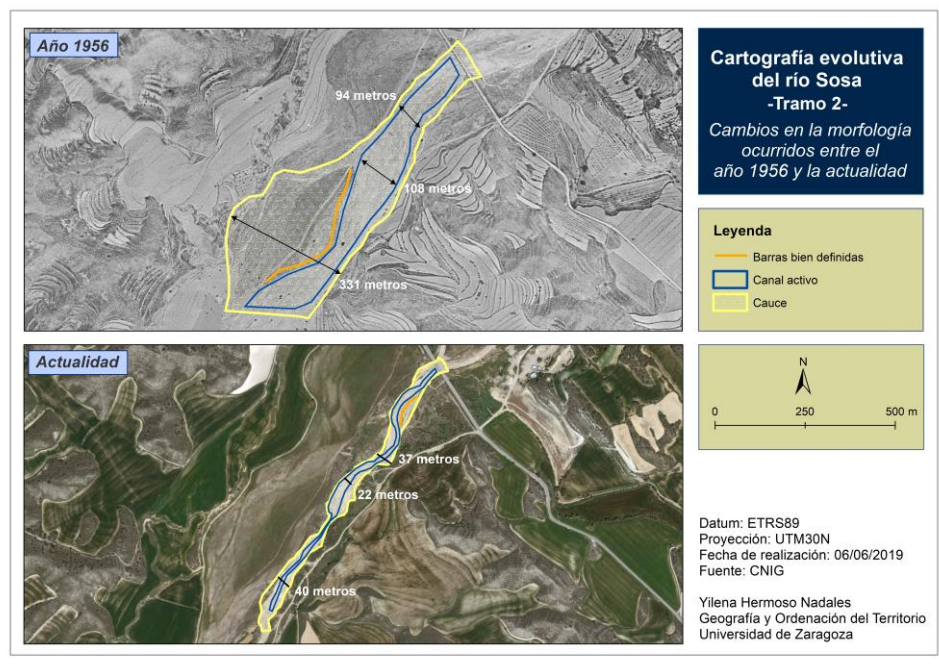 Año 1956
94 metros
108 metros
331 metros
Actualidad
37 metros
22 metros
40 metros
Cartografía evolutiva
del río Sosa
-Tramo 2-
Cambios en la morfología
ocurridos entre el
año 1956 y la actualidad
Leyenda
Barras bien definidas
Canal activo
Cauce
N
0 250 500 m
Datum: ETRS89
Proyección: UTM30N
Fecha de realización: 06/06/2019
Fuente: CNIG
Yilena Hermoso Nadales
Geografía y Ordenación del Territorio
Universidad de Zaragoza